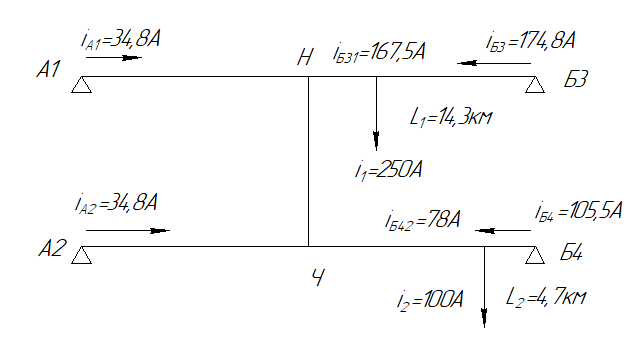 iА1=34,8А
А1
Н
iБ31=167,5А
iБ3=174,8А
Б3
L1=14,3км
i1=250А
iА2=34,8А
А2
iБ42=78А
iБ4=105,5А
Б4
Ч
i2=100А
L2=4,7км